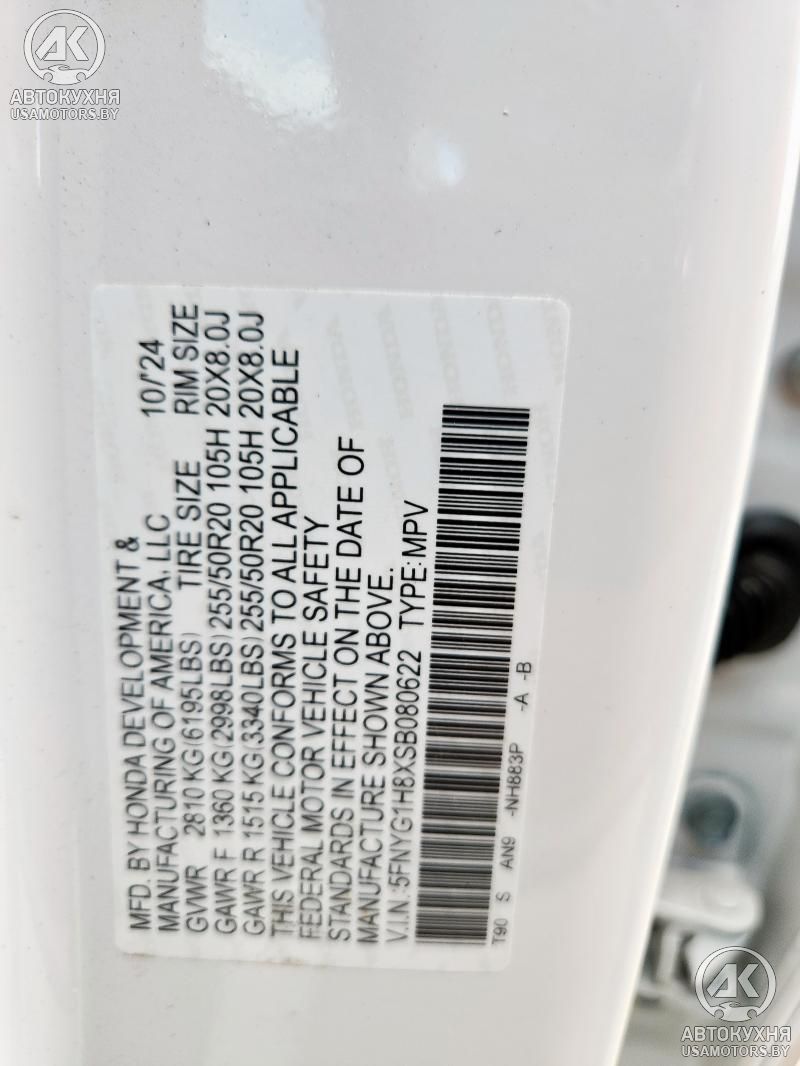 AK
АВТОКУХНЯ
USAMOTORS.BY
MFD. BY HONDA DEVELOPMENT &
MANUFACTURING OF AMERICA, LLC 10/'24
GVWR 2810 KG(6195LBS) TIRE SIZE RIM SIZE
GAWR F 1360 KG(2998LBS) 255/50R20 105H 20X8.0J
GAWR R 1515 KG(3340LBS) 255/50R20 105H 20X8.0J
THIS VEHICLE CONFORMS TO ALL APPLICABLE
FEDERAL MOTOR VEHICLE SAFETY
STANDARDS IN EFFECT ON THE DATE OF
MANUFACTURE SHOWN ABOVE.
V.I.N.:5FNYG1H8XSB080622 TYPE:MPV
T90 S AN9 -NH883P -A -B
AK
АВТОКУХНЯ
USAMOTORS.BY